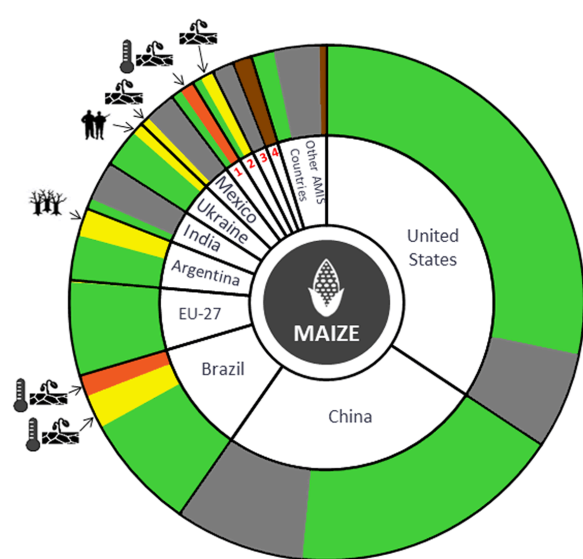 United
States
China
Brazil
EU-27
Argentina
India
Ukraine
Mexico
1
2
3
4
Other AMIS
Countries
MAIZE